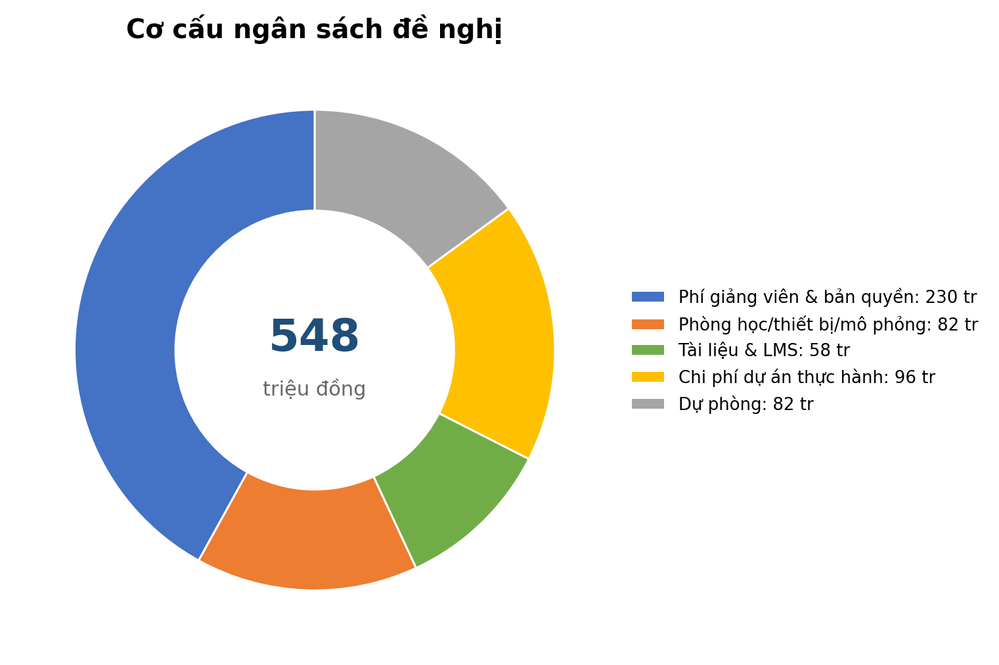 Cơ cấu ngân sách đề nghị
548
triệu đồng
Phí giảng viên & bản quyền: 230 tr
Phòng học/thiết bị/mô phỏng: 82 tr
Tài liệu & LMS: 58 tr
Chi phí dự án thực hành: 96 tr
Dự phòng: 82 tr